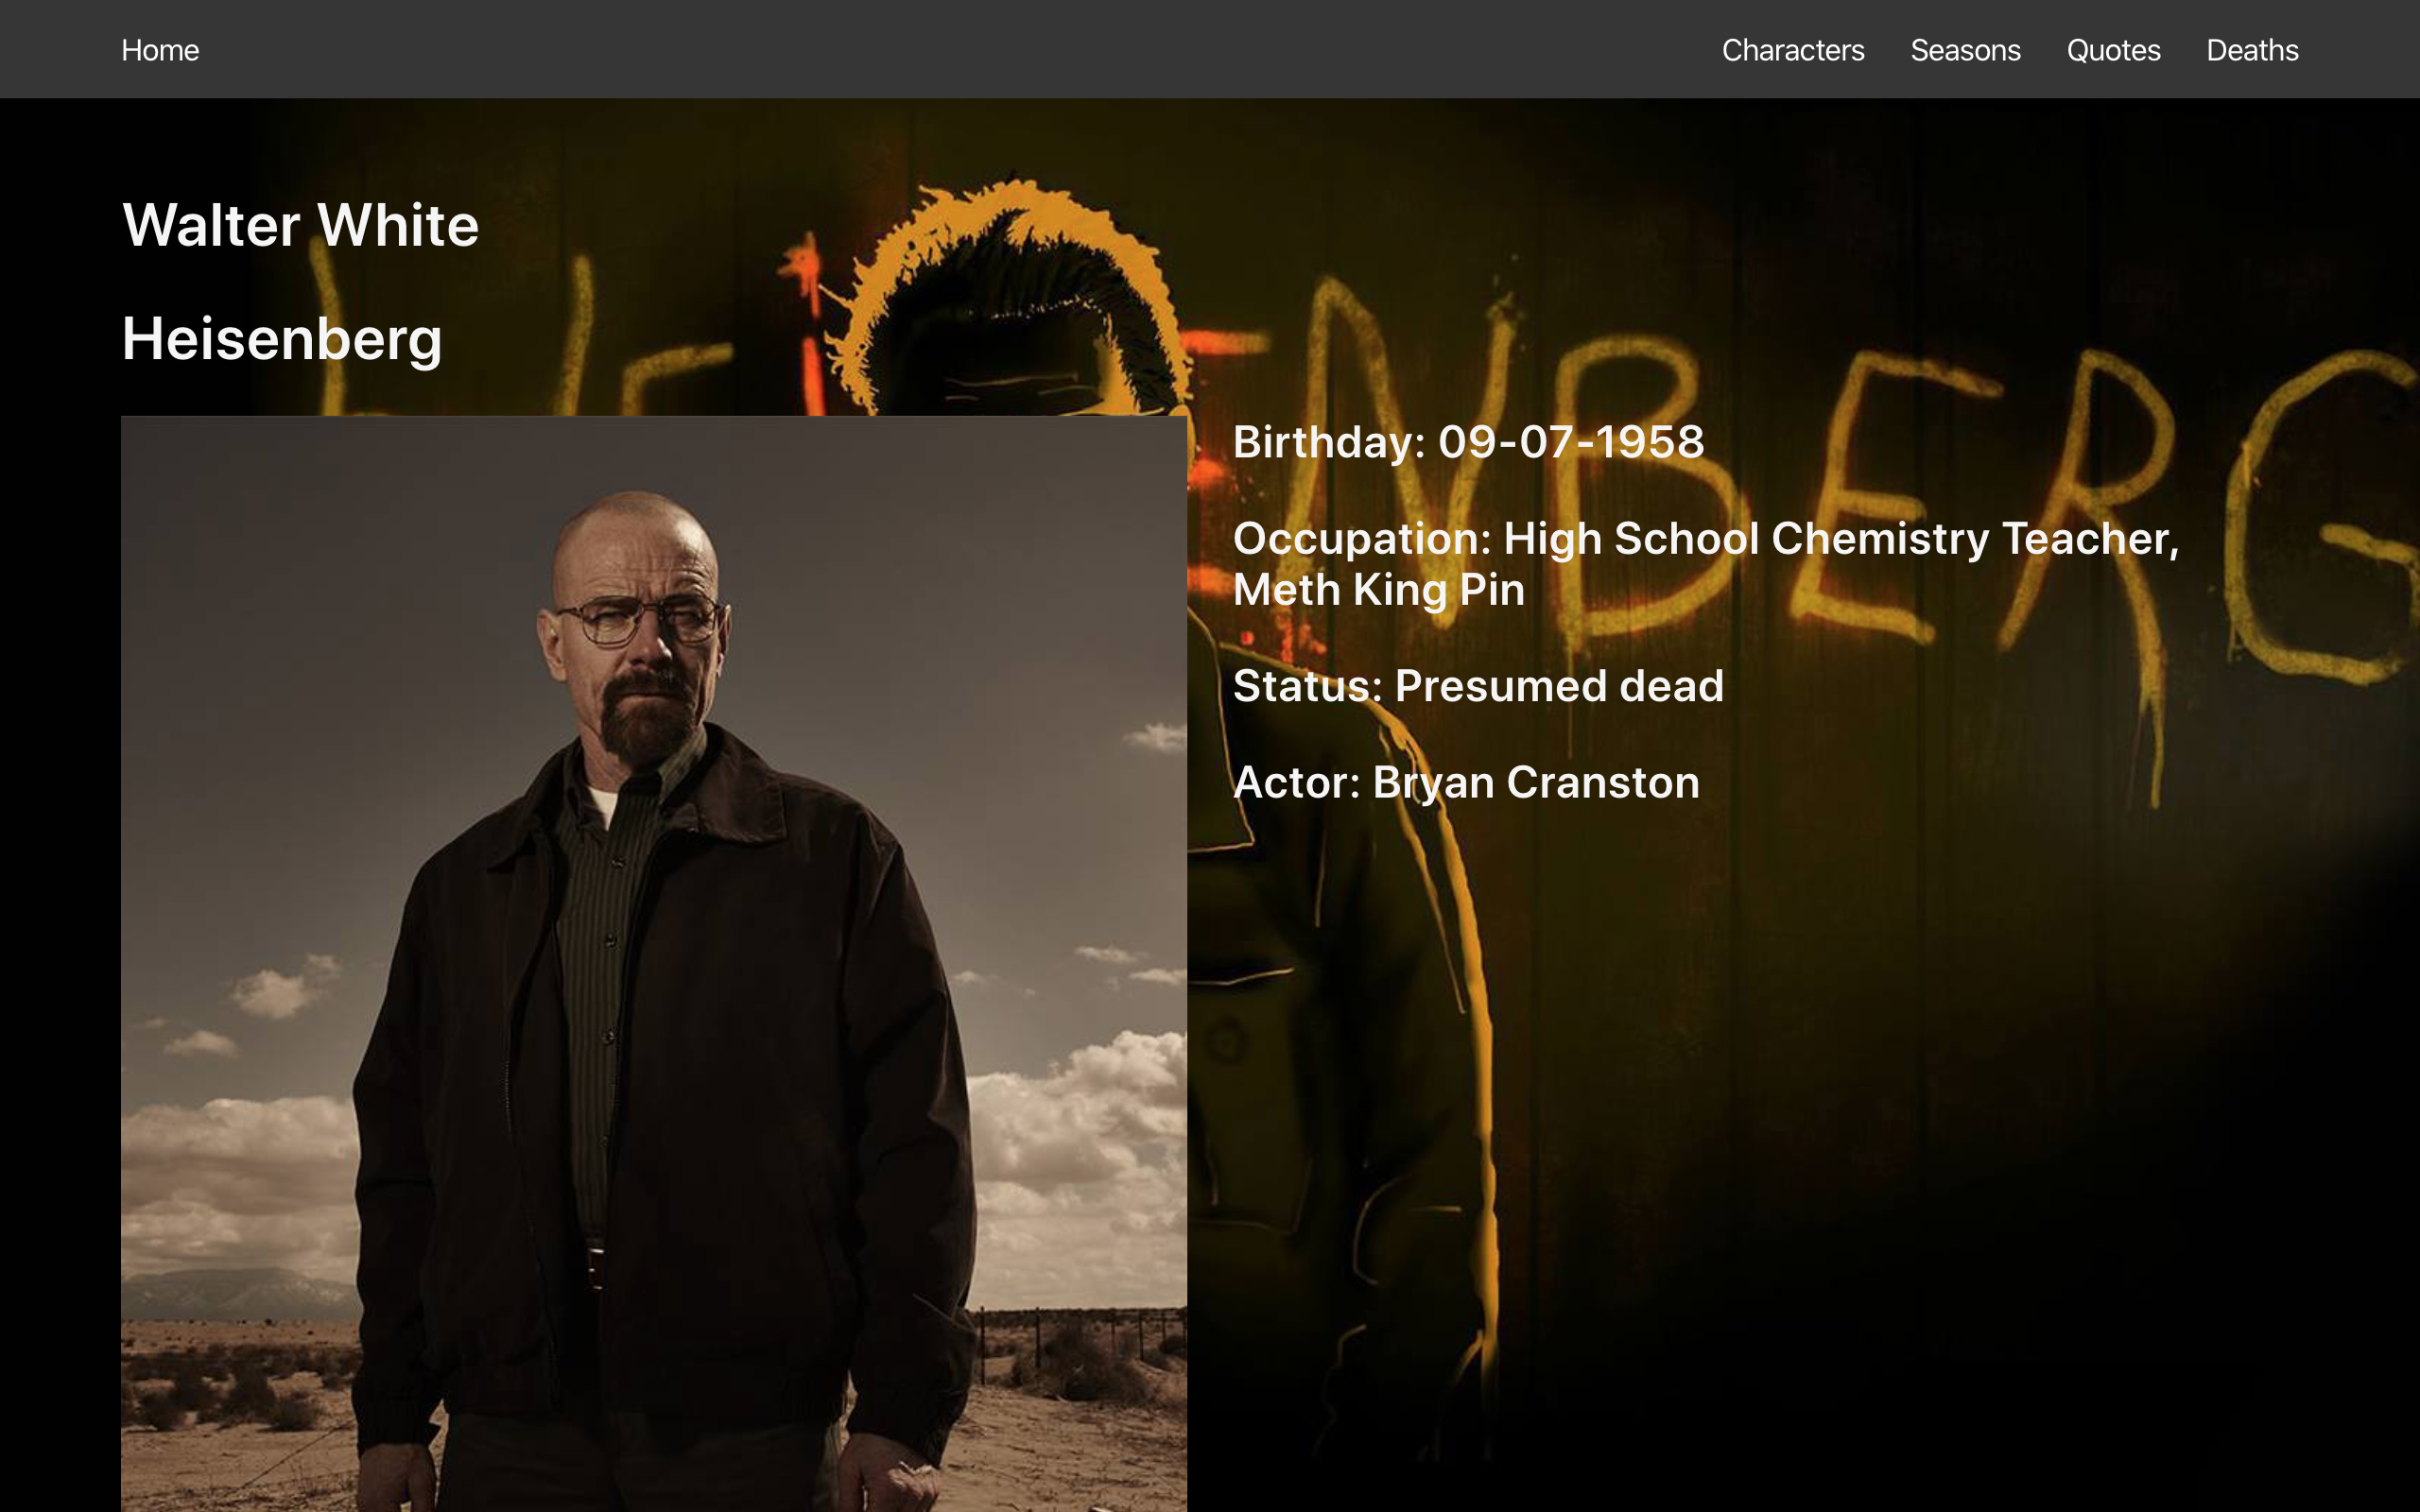 Home
Characters
Seasons
Quotes
Deaths
Walter White
Heisenberg
ENBERG
Birthday: 09-07-1958
Occupation: High School Chemistry Teacher,
Meth King Pin
Status: Presumed dead
Actor: Bryan Cranston